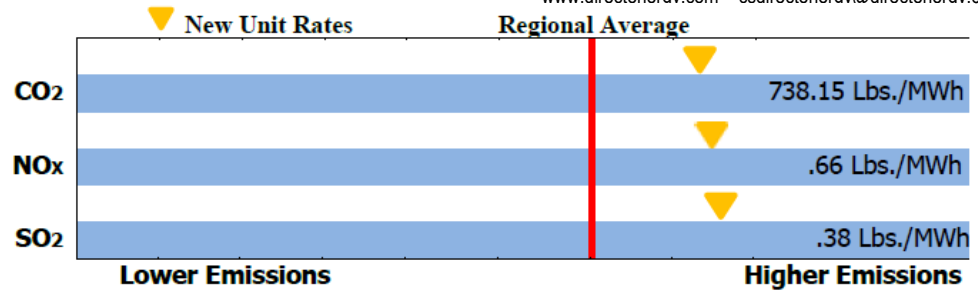 New Unit Rates Regional Average
CO2 738.15 Lbs./MWh
NOx .66 Lbs./MWh
SO2 .38 Lbs./MWh
Lower Emissions Higher Emissions